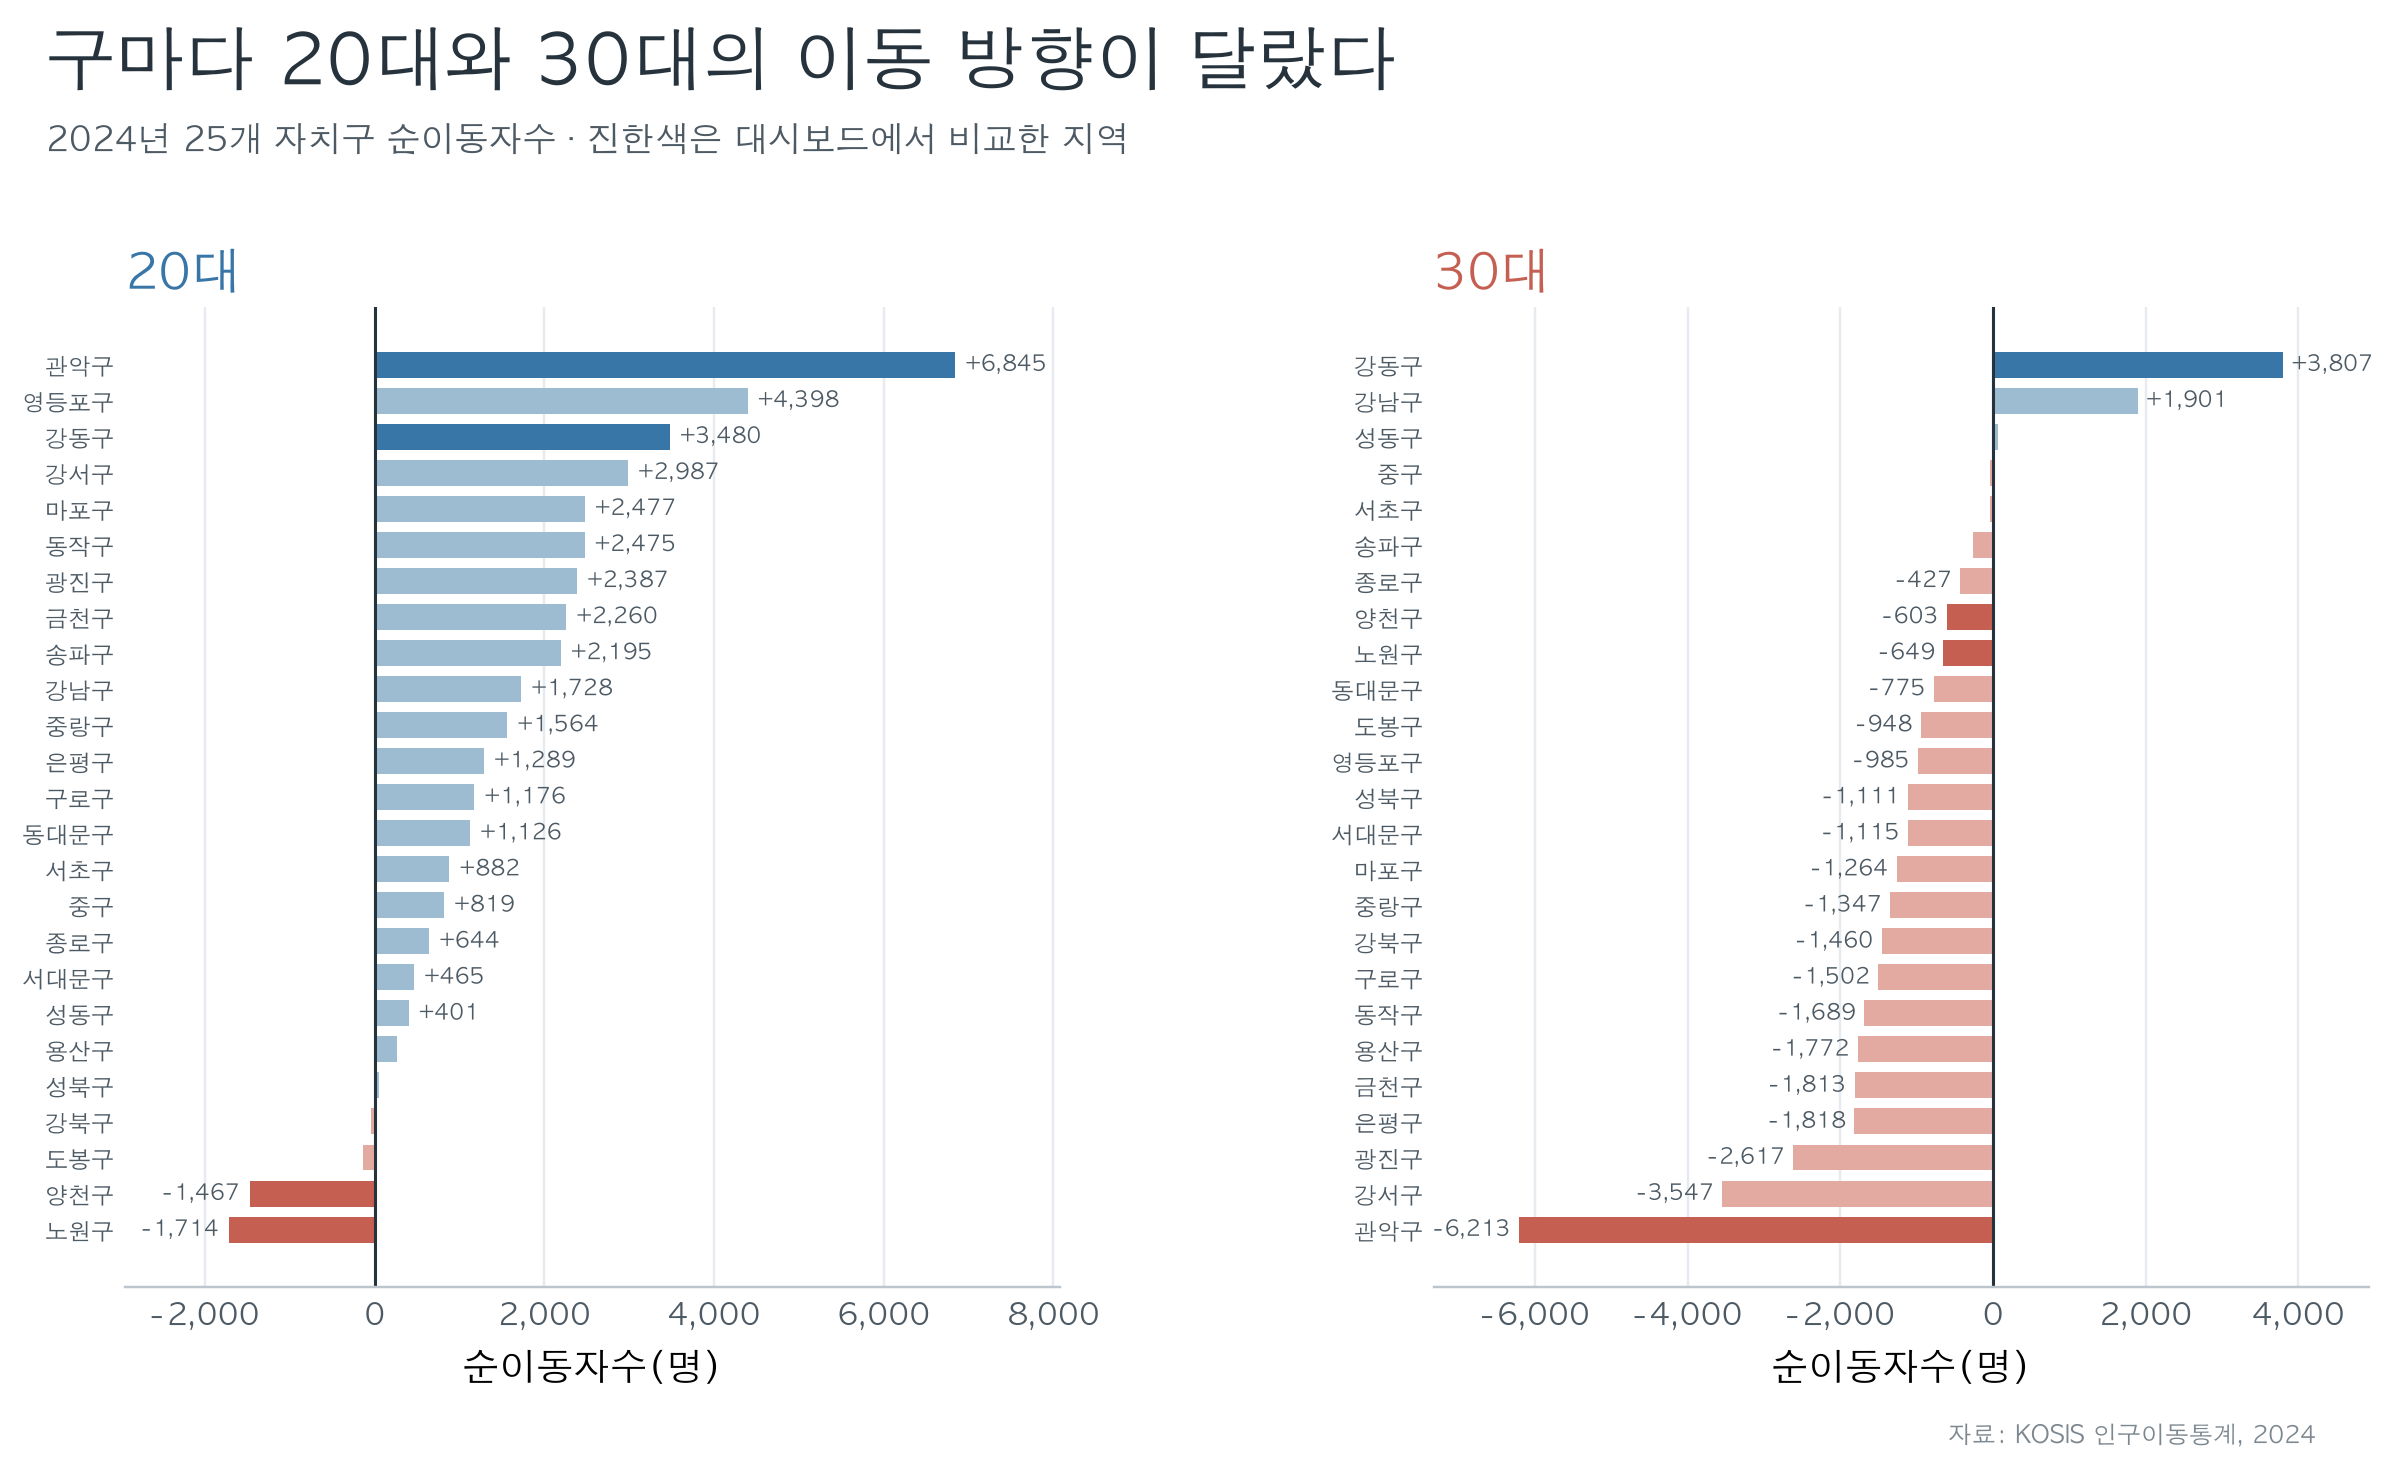 구마다 20대와 30대의 이동 방향이 달랐다
2024년 25개 자치구 순이동자수 · 진한색은 대시보드에서 비교한 지역
20대
관악구 +6,845
영등포구 +4,398
강동구 +3,480
강서구 +2,987
마포구 +2,477
동작구 +2,475
광진구 +2,387
금천구 +2,260
송파구 +2,195
강남구 +1,728
중랑구 +1,564
은평구 +1,289
구로구 +1,176
동대문구 +1,126
서초구 +882
중구 +819
종로구 +644
서대문구 +465
성동구 +401
용산구
성북구
강북구
도봉구
양천구 -1,467
노원구 -1,714
-2,000 0 2,000 4,000 6,000 8,000
순이동자수(명)
30대
강동구 +3,807
강남구 +1,901
성동구
중구
서초구
송파구
종로구 -427
양천구 -603
노원구 -649
동대문구 -775
도봉구 -948
영등포구 -985
성북구 -1,111
서대문구 -1,115
마포구 -1,264
중랑구 -1,347
강북구 -1,460
구로구 -1,502
동작구 -1,689
용산구 -1,772
금천구 -1,813
은평구 -1,818
광진구 -2,617
강서구 -3,547
관악구 -6,213
-6,000 -4,000 -2,000 0 2,000 4,000
순이동자수(명)
자료: KOSIS 인구이동통계, 2024